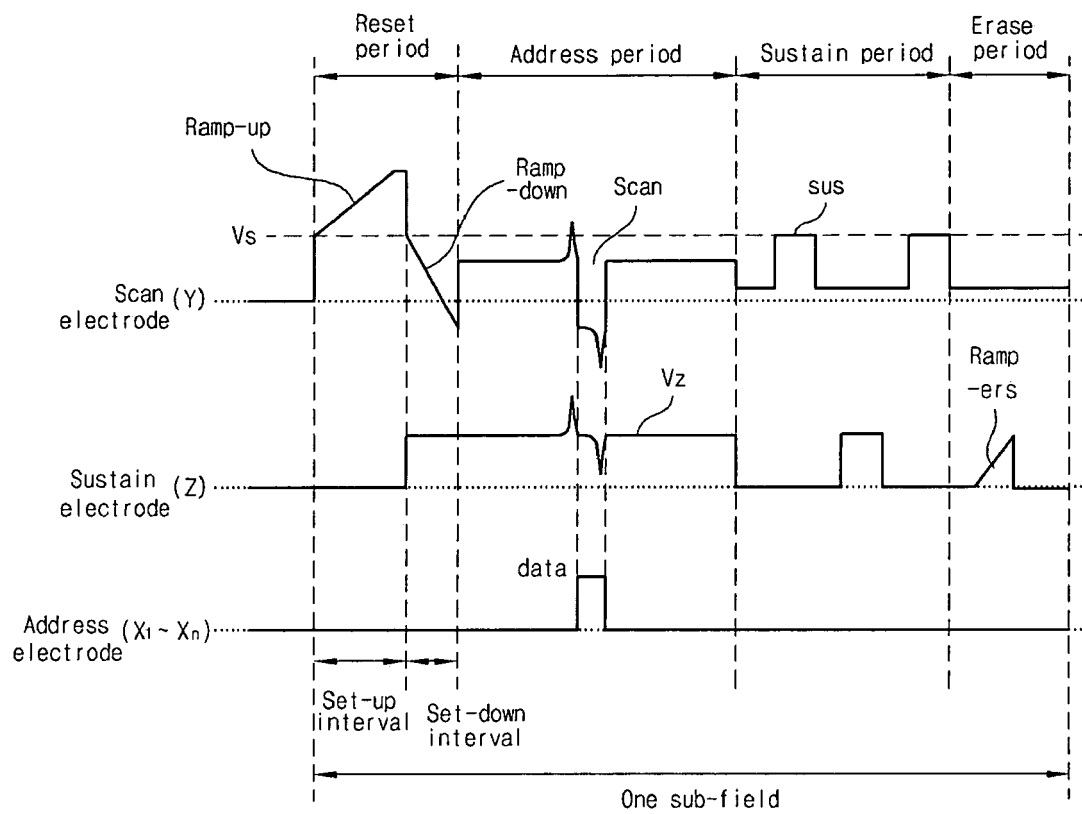 Reset
period
Address period
Sustain period
Erase
period
Ramp-up
Ramp
-down
Scan
sus
Vs
Scan (Y)
electrode
Vz
Ramp
-ers
Sustain (Z)
electrode
data
Address (X1 ~ Xn)
electrode
Set-up
interval
Set-down
interval
One sub-field